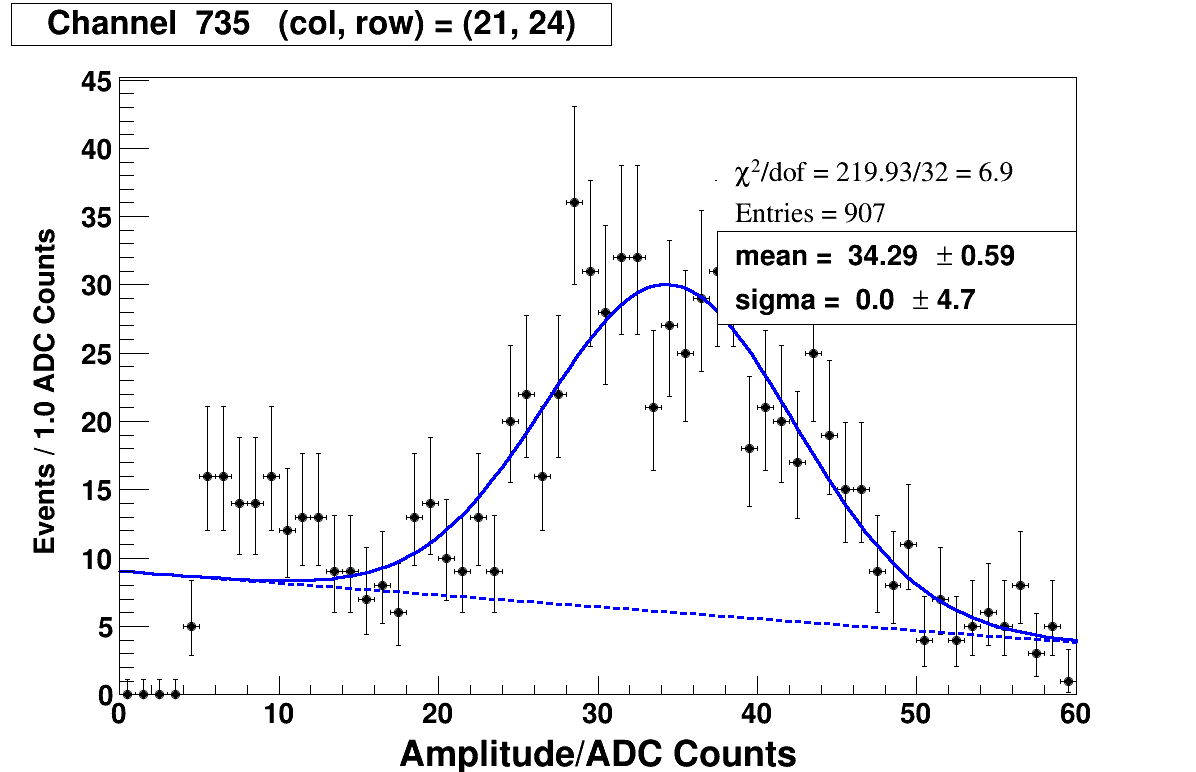 Channel 735 (col, row) = (21, 24)
45
40
35
30
25
20
15
10
5
0
Events / 1.0 ADC Counts
χ²/dof = 219.93/32 = 6.9
Entries = 907
mean = 34.29 ± 0.59
sigma = 0.0 ± 4.7
0 10 20 30 40 50 60
Amplitude/ADC Counts